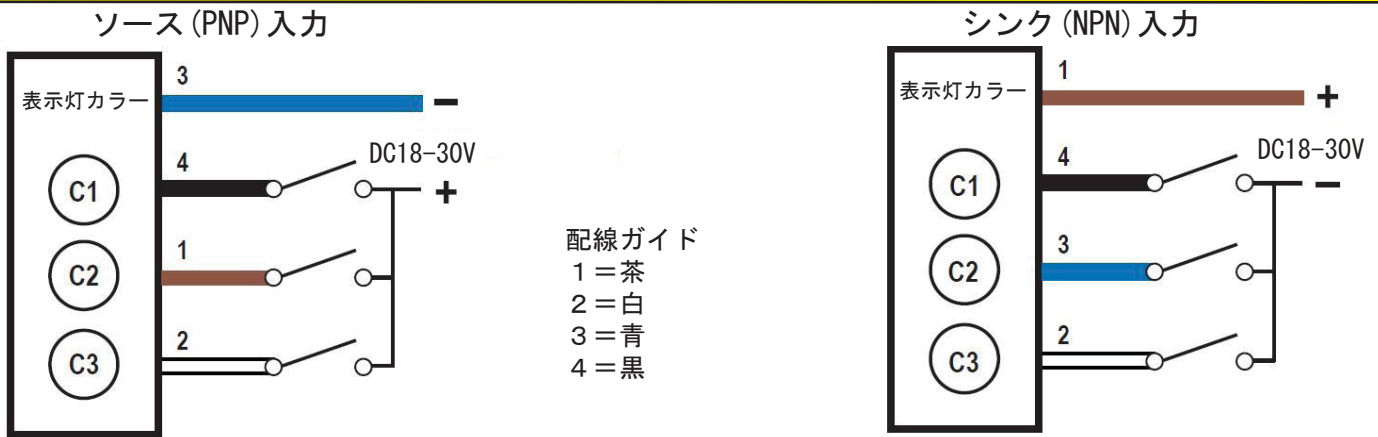 ソース(PNP)入力
表示灯カラー
3
−
4
DC18-30V
C1
+
1
C2
2
C3
配線ガイド
1=茶
2=白
3=青
4=黒
シンク(NPN)入力
表示灯カラー
1
+
4
DC18-30V
C1
−
3
C2
2
C3